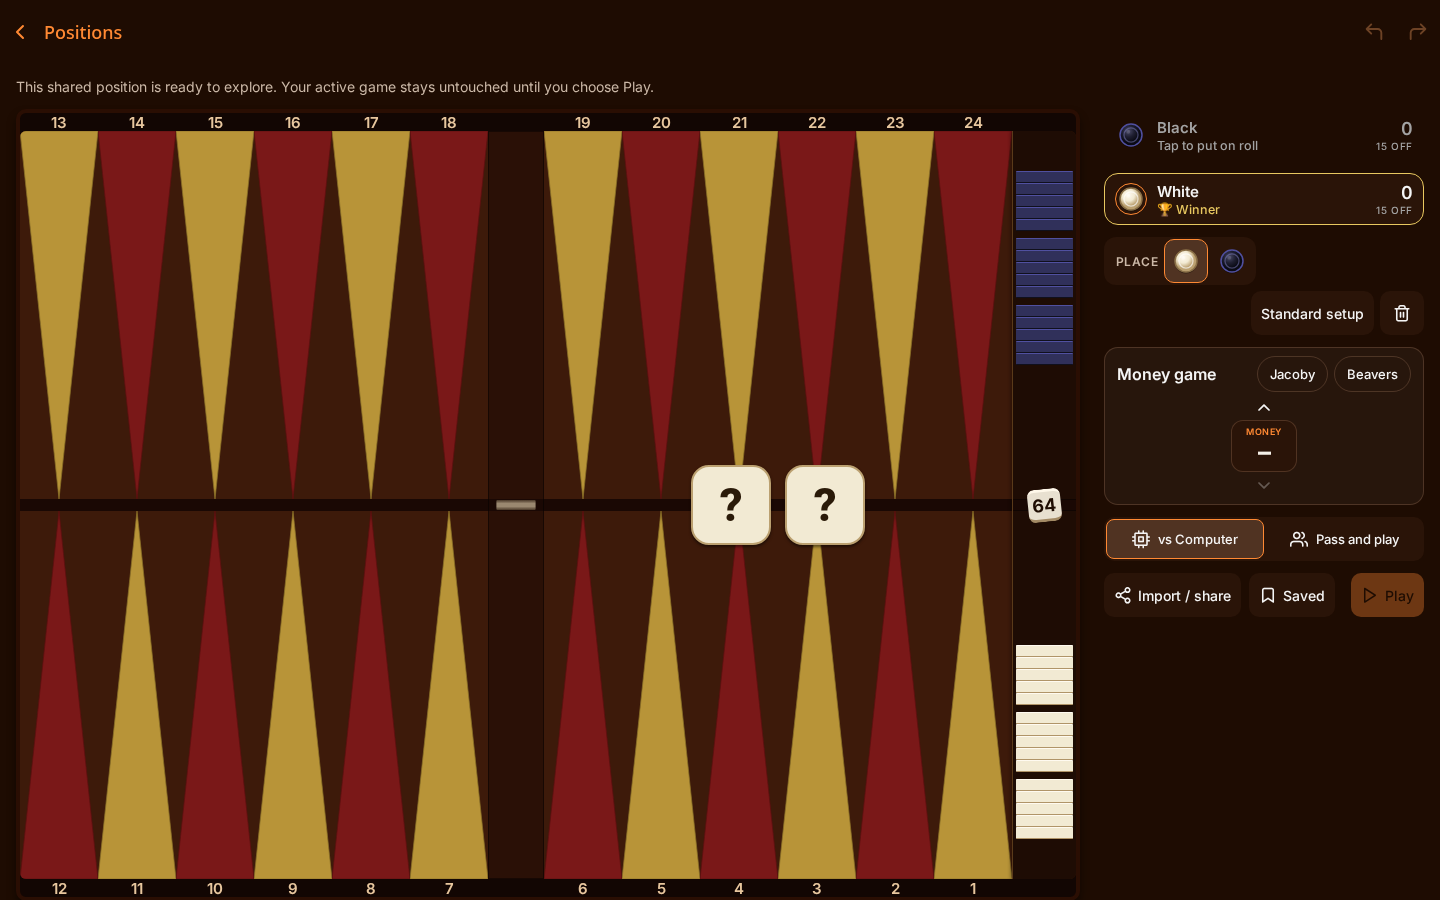 Positions
This shared position is ready to explore. Your active game stays untouched until you choose Play.
13 14 15 16 17 18 19 20 21 22 23 24
Black 0
Tap to put on roll 15 OFF
White 0
🏆 Winner 15 OFF
PLACE
Standard setup
Money game Jacoby Beavers
MONEY
–
? ? 64
vs Computer Pass and play
Import / share Saved Play
12 11 10 9 8 7 6 5 4 3 2 1